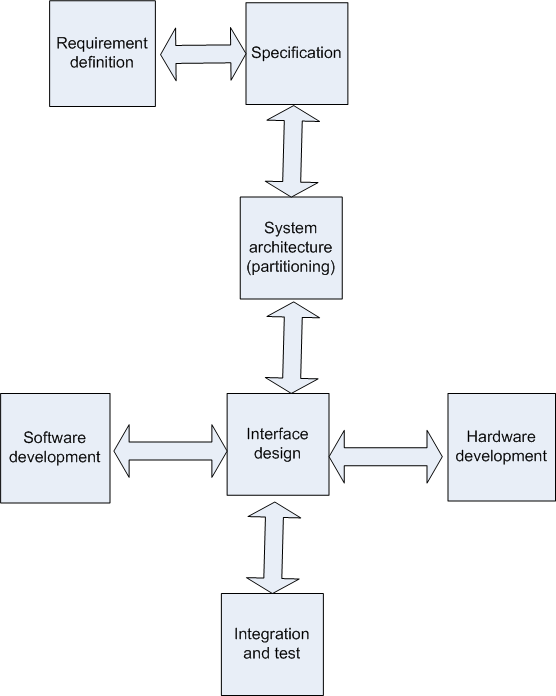 Requirement
definition
Specification
System
architecture
(partitioning)
Software
development
Interface
design
Hardware
development
Integration
and test